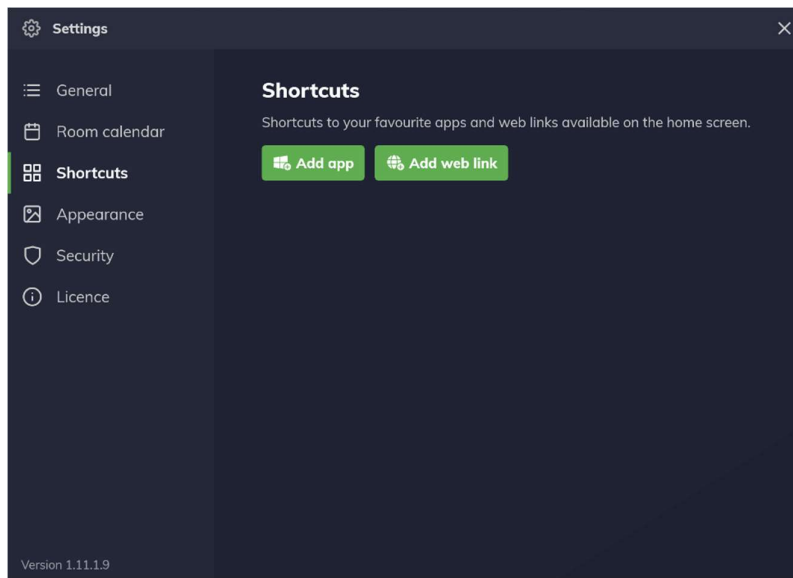 Settings
General
Room calendar
Shortcuts
Appearance
Security
Licence
Version 1.11.1.9
Shortcuts
Shortcuts to your favourite apps and web links available on the home screen.
Add app
Add web link